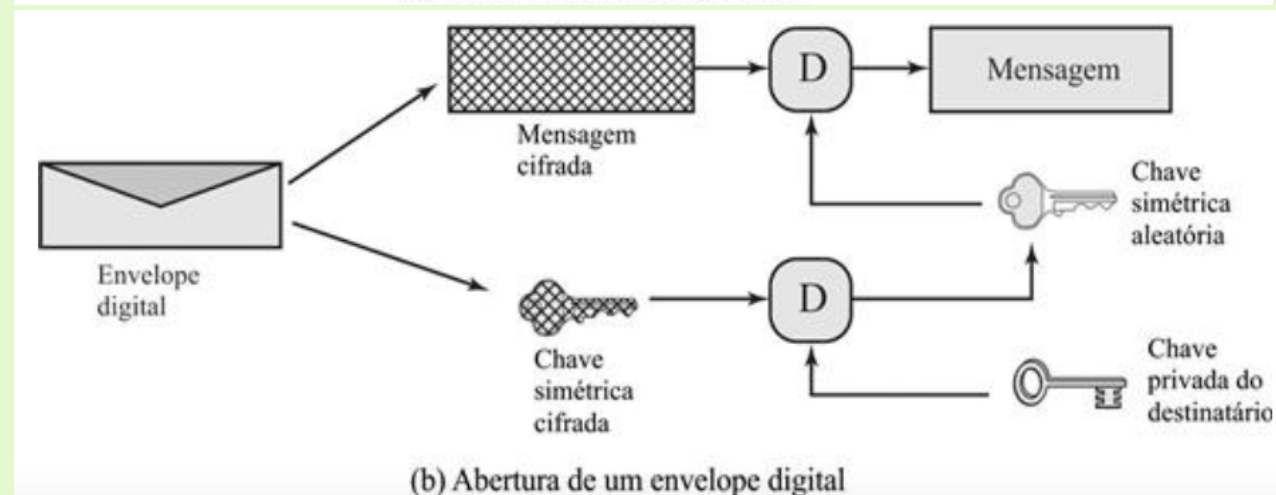 D
Mensagem
Mensagem
cifrada
Chave
simétrica
aleatória
Envelope
digital
D
Chave
simétrica
cifrada
Chave
privada do
destinatário
(b) Abertura de um envelope digital